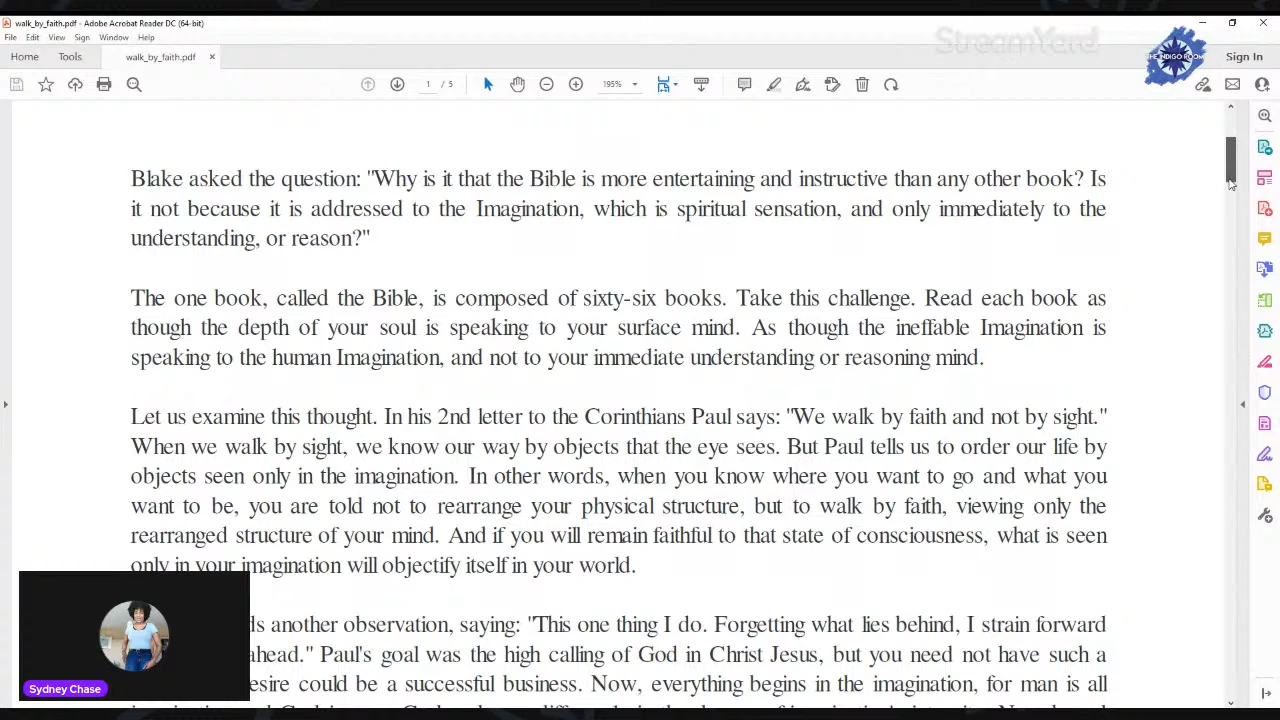 walk_by_faith.pdf - Adobe Acrobat Reader DC (64-bit)
File Edit View Sign Window Help
StreamYard
THE INDIGO ROOM
Home Tools walk_by_faith.pdf × Sign In
1 / 5 195%
Blake asked the question: "Why is it that the Bible is more entertaining and instructive than any other book? Is
it not because it is addressed to the Imagination, which is spiritual sensation, and only immediately to the
understanding, or reason?"
The one book, called the Bible, is composed of sixty-six books. Take this challenge. Read each book as
though the depth of your soul is speaking to your surface mind. As though the ineffable Imagination is
speaking to the human Imagination, and not to your immediate understanding or reasoning mind.
Let us examine this thought. In his 2nd letter to the Corinthians Paul says: "We walk by faith and not by sight."
When we walk by sight, we know our way by objects that the eye sees. But Paul tells us to order our life by
objects seen only in the imagination. In other words, when you know where you want to go and what you
want to be, you are told not to rearrange your physical structure, but to walk by faith, viewing only the
rearranged structure of your mind. And if you will remain faithful to that state of consciousness, what is seen
only in your imagination will objectify itself in your world.
ds another observation, saying: "This one thing I do. Forgetting what lies behind, I strain forward
ahead." Paul's goal was the high calling of God in Christ Jesus, but you need not have such a
esire could be a successful business. Now, everything begins in the imagination, for man is all
Sydney Chase